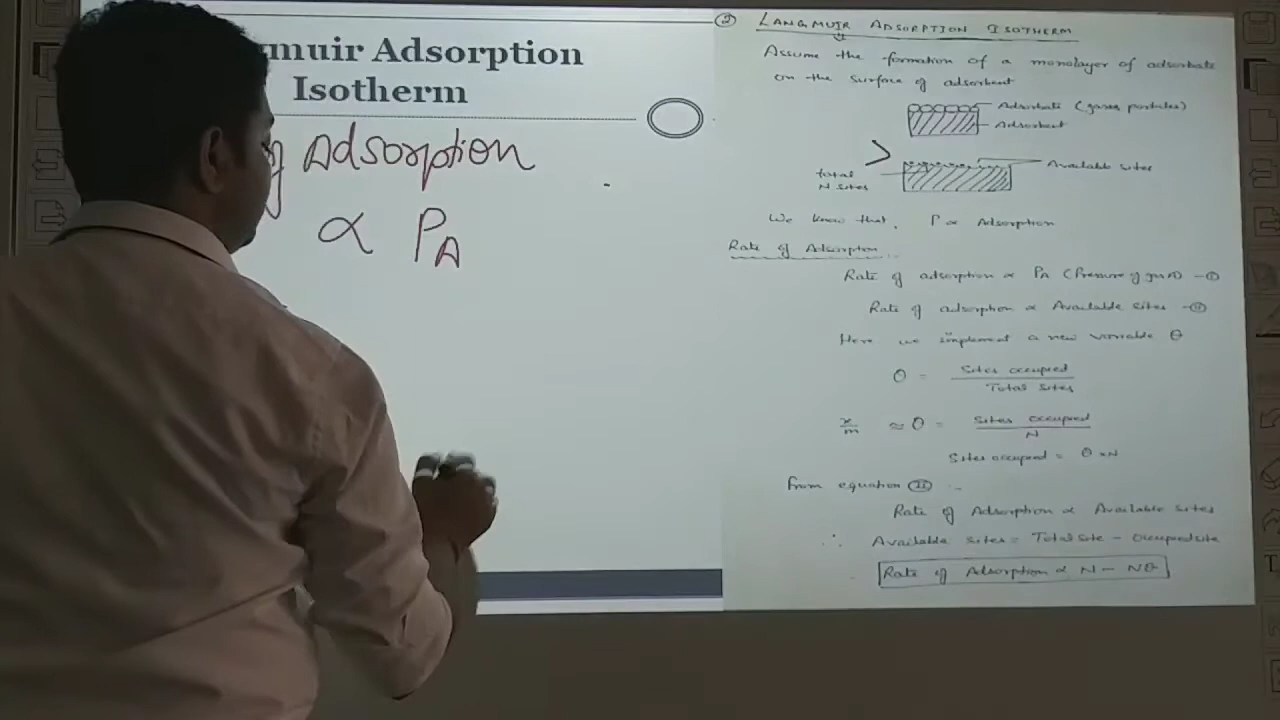 muir Adsorption
Isotherm
g Adsorption
∝ PA
② LANGMUIR ADSORPTION ISOTHERM
Assume the formation of a monolayer of adsorbate
on the surface of adsorbent
Adsorbate (gases particles)
Adsorbent
Available sites
total
N sites
We know that, P ∝ Adsorption
Rate of Adsorption
Rate of adsorption ∝ PA (Pressure of gas A) - ①
Rate of adsorption ∝ Available sites - ⑪
Here we implement a new variable θ
θ = Sites occupied
Total sites
x/m ≈ θ = Sites occupied
N
Sites occupied = θ × N
From equation ⑪ :-
Rate of Adsorption ∝ Available sites
∴ Available sites = Total site - occupied site
Rate of Adsorption ∝ N - Nθ